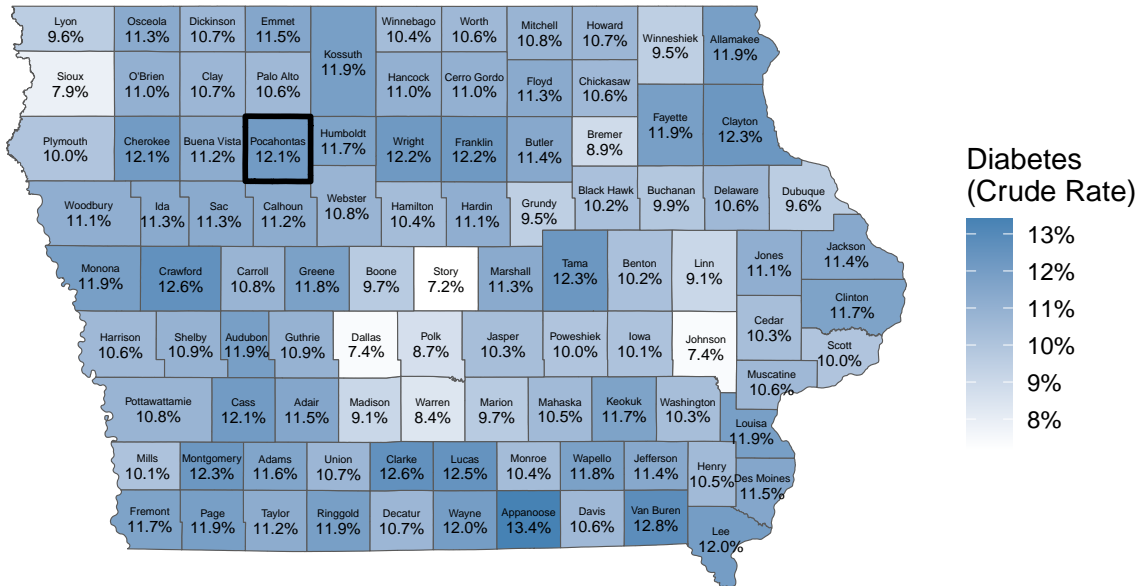 Lyon
9.6%
Osceola
11.3%
Dickinson
10.7%
Emmet
11.5%
Kossuth
11.9%
Winnebago
10.4%
Worth
10.6%
Mitchell
10.8%
Howard
10.7%
Winneshiek
9.5%
Allamakee
11.9%
Sioux
7.9%
O'Brien
11.0%
Clay
10.7%
Palo Alto
10.6%
Hancock
11.0%
Cerro Gordo
11.0%
Floyd
11.3%
Chickasaw
10.6%
Fayette
11.9%
Clayton
12.3%
Plymouth
10.0%
Cherokee
12.1%
Buena Vista
11.2%
Pocahontas
12.1%
Humboldt
11.7%
Wright
12.2%
Franklin
12.2%
Butler
11.4%
Bremer
8.9%
Woodbury
11.1%
Ida
11.3%
Sac
11.3%
Calhoun
11.2%
Webster
10.8%
Hamilton
10.4%
Hardin
11.1%
Grundy
9.5%
Black Hawk
10.2%
Buchanan
9.9%
Delaware
10.6%
Dubuque
9.6%
Monona
11.9%
Crawford
12.6%
Carroll
10.8%
Greene
11.8%
Boone
9.7%
Story
7.2%
Marshall
11.3%
Tama
12.3%
Benton
10.2%
Linn
9.1%
Jones
11.1%
Jackson
11.4%
Clinton
11.7%
Harrison
10.6%
Shelby
10.9%
Audubon
11.9%
Guthrie
10.9%
Dallas
7.4%
Polk
8.7%
Jasper
10.3%
Poweshiek
10.0%
Iowa
10.1%
Johnson
7.4%
Cedar
10.3%
Scott
10.0%
Muscatine
10.6%
Pottawattamie
10.8%
Cass
12.1%
Adair
11.5%
Madison
9.1%
Warren
8.4%
Marion
9.7%
Mahaska
10.5%
Keokuk
11.7%
Washington
10.3%
Louisa
11.9%
Mills
10.1%
Montgomery
12.3%
Adams
11.6%
Union
10.7%
Clarke
12.6%
Lucas
12.5%
Monroe
10.4%
Wapello
11.8%
Jefferson
11.4%
Henry
10.5%
Des Moines
11.5%
Fremont
11.7%
Page
11.9%
Taylor
11.2%
Ringgold
11.9%
Decatur
10.7%
Wayne
12.0%
Appanoose
13.4%
Davis
10.6%
Van Buren
12.8%
Lee
12.0%
Diabetes
(Crude Rate)
13%
12%
11%
10%
9%
8%